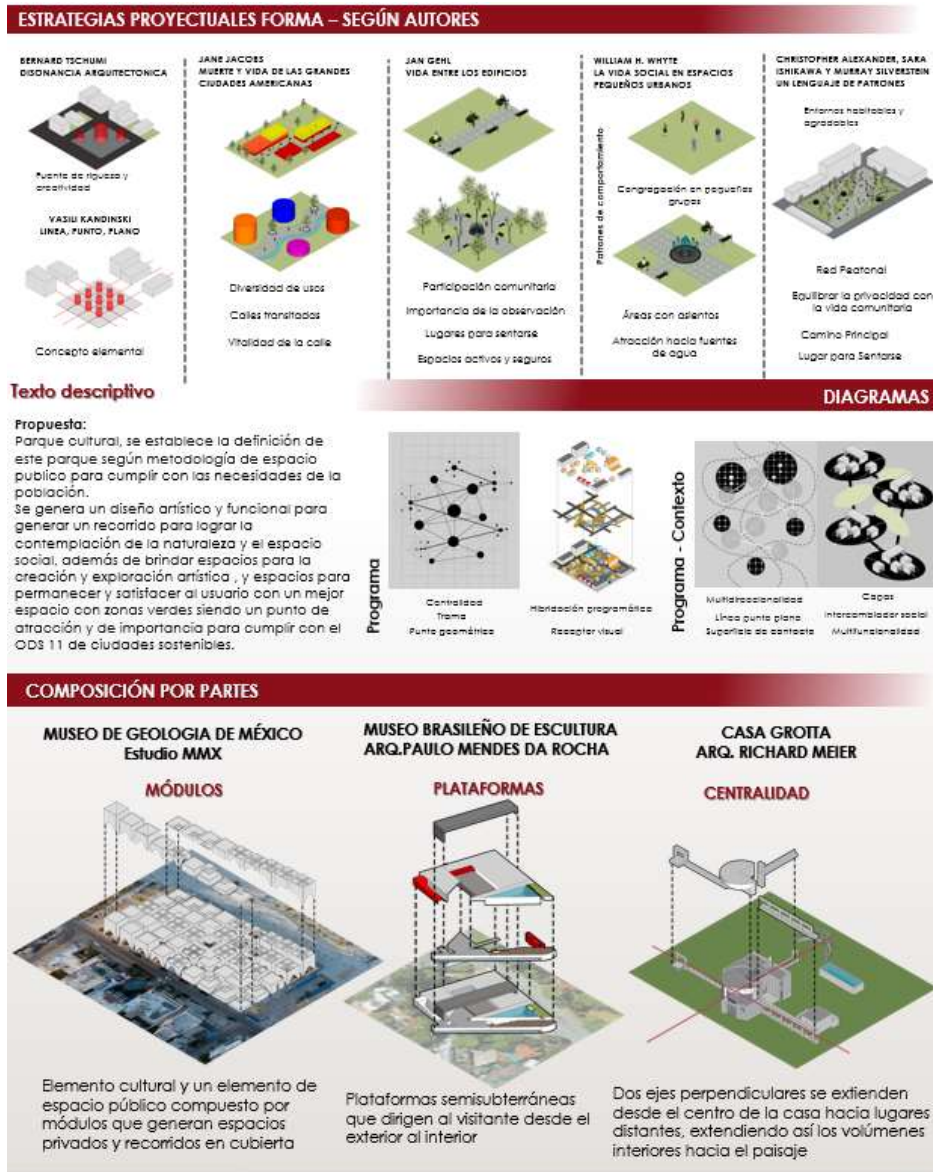 ESTRATEGIAS PROYECTUALES FORMA – SEGÚN AUTORES
BERNARD TSCHUMI
DISONANCIA ARQUITECTONICA
Fuente de riqueza y
creatividad
VASILI KANDINSKI
LINEA, PUNTO, PLANO
Concepto elemental
JANE JACOBS
MUERTE Y VIDA DE LAS GRANDES
CIUDADES AMERICANAS
Diversidad de usos
Calles transitadas
Vitalidad de la calle
JAN GEHL
VIDA ENTRE LOS EDIFICIOS
Participación comunitaria
Importancia de la observación
Lugares para sentarse
Espacios activos y seguros
WILLIAM H. WHYTE
LA VIDA SOCIAL EN ESPACIOS
PEQUEÑOS URBANOS
Patrones de comportamiento
Congregación en pequeños
grupos
Áreas con asientos
Atracción hacia fuentes
de agua
CHRISTOPHER ALEXANDER, SARA
ISHIKAWA Y MURRAY SILVERSTEIN
UN LENGUAJE DE PATRONES
Entornos habitables y
agradables
Red Peatonal
Equilibrar la privacidad con
la vida comunitaria
Camino Principal
Lugar para Sentarse
Texto descriptivo
Propuesta:
Parque cultural, se establece la definición de
este parque según metodología de espacio
publico para cumplir con las necesidades de la
población.
Se genera un diseño artístico y funcional para
generar un recorrido para lograr la
contemplación de la naturaleza y el espacio
social, además de brindar espacios para la
creación y exploración artística , y espacios para
permanecer y satisfacer al usuario con un mejor
espacio con zonas verdes siendo un punto de
atracción y de importancia para cumplir con el
ODS 11 de ciudades sostenibles.
DIAGRAMAS
Programa
Centralidad
Trama
Punto geométrico
Hibridación programática
Receptor visual
Programa - Contexto
Multidireccionalidad
Línea punto plano
Superficie de contacto
Capas
Intercambiador social
Multifuncionalidad
COMPOSICIÓN POR PARTES
MUSEO DE GEOLOGIA DE MÉXICO
Estudio MMX
MÓDULOS
Elemento cultural y un elemento de
espacio público compuesto por
módulos que generan espacios
privados y recorridos en cubierta
MUSEO BRASILEÑO DE ESCULTURA
ARQ.PAULO MENDES DA ROCHA
PLATAFORMAS
Plataformas semisubterráneas
que dirigen al visitante desde el
exterior al interior
CASA GROTTA
ARQ. RICHARD MEIER
CENTRALIDAD
Dos ejes perpendiculares se extienden
desde el centro de la casa hacia lugares
distantes, extendiendo así los volúmenes
interiores hacia el paisaje